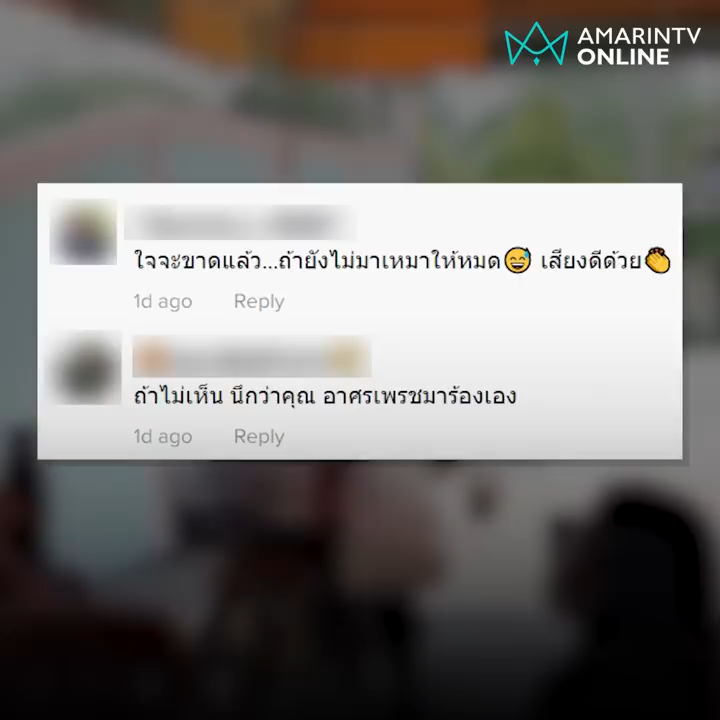 AMARINTV
ONLINE
ใจจะขาดแล้ว...ถ้ายังไม่มาเหมาให้หมด😅 เสียงดีด้วย👏
1d ago Reply
ถ้าไม่เห็น นึกว่าคุณ อาศรเพรชมาร้องเอง
1d ago Reply